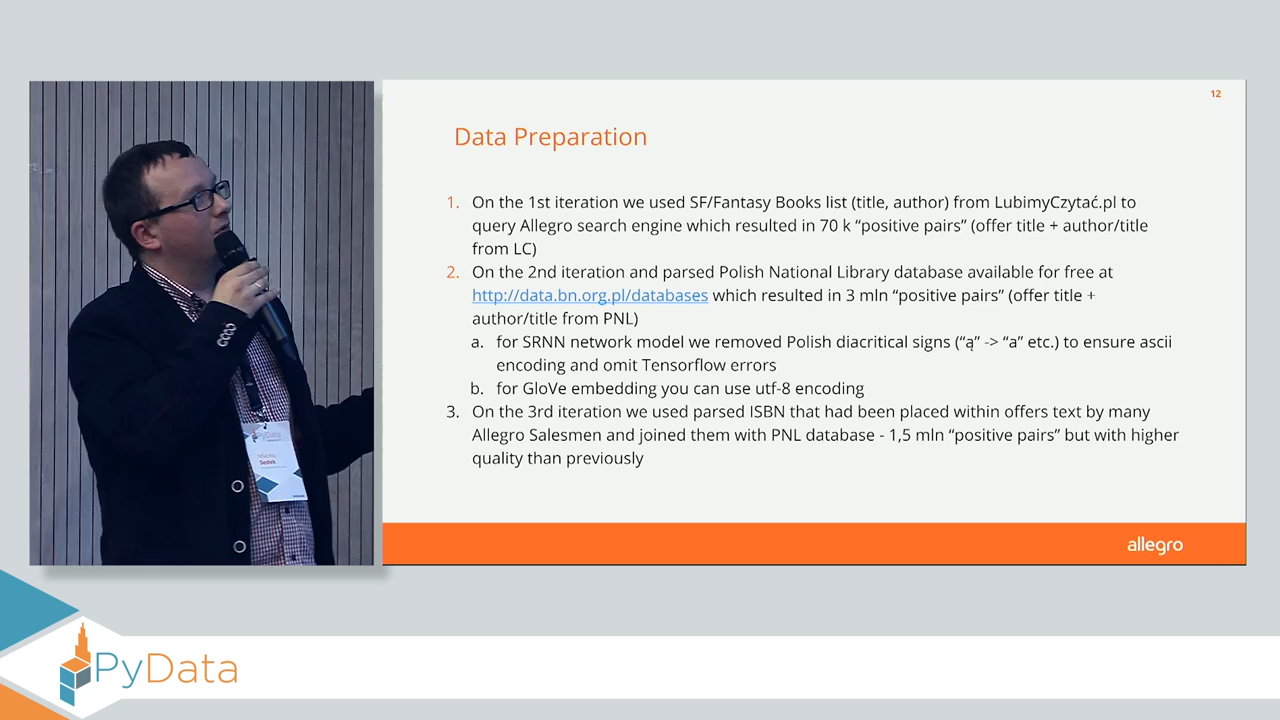 12
Data Preparation
1. On the 1st iteration we used SF/Fantasy Books list (title, author) from LubimyCzytać.pl to
query Allegro search engine which resulted in 70 k “positive pairs” (offer title + author/title
from LC)
2. On the 2nd iteration and parsed Polish National Library database available for free at
http://data.bn.org.pl/databases which resulted in 3 mln “positive pairs” (offer title +
author/title from PNL)
a. for SRNN network model we removed Polish diacritical signs (“ą” -> “a” etc.) to ensure ascii
encoding and omit Tensorflow errors
b. for GloVe embedding you can use utf-8 encoding
3. On the 3rd iteration we used parsed ISBN that had been placed within offers text by many
Allegro Salesmen and joined them with PNL database - 1,5 mln “positive pairs” but with higher
quality than previously
allegro
PyData
Sedek
PyData